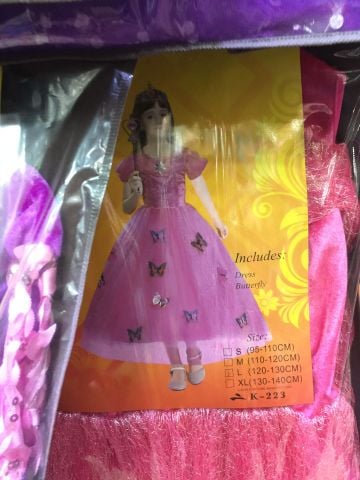 Includes:
Dress
Butterfly
Size:
S (95-110CM)
M (110-120CM)
L (120-130CM)
XL(130-140CM)
K-223